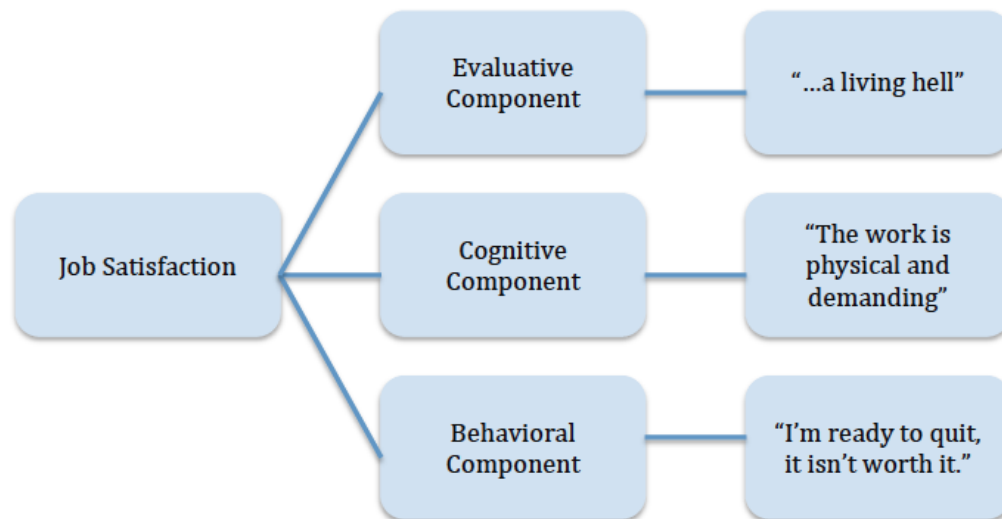 Evaluative
Component
“...a living hell”
Job Satisfaction
Cognitive
Component
“The work is
physical and
demanding”
Behavioral
Component
“I’m ready to quit,
it isn’t worth it.”